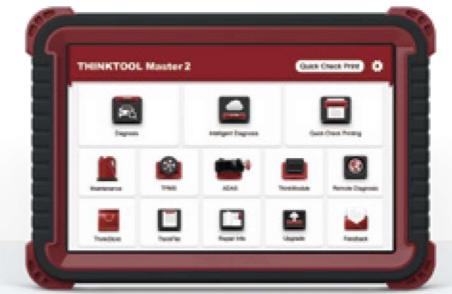 THINKTOOL Master 2
Quick Check Print
Diagnosis
Intelligent Diagnosis
Quick Check Printing
Maintenance
TPMS
ADAS
ThinkModule
Remote Diagnosis
ThinkStore
ThinkFile
Repair Info
Upgrade
Feedback